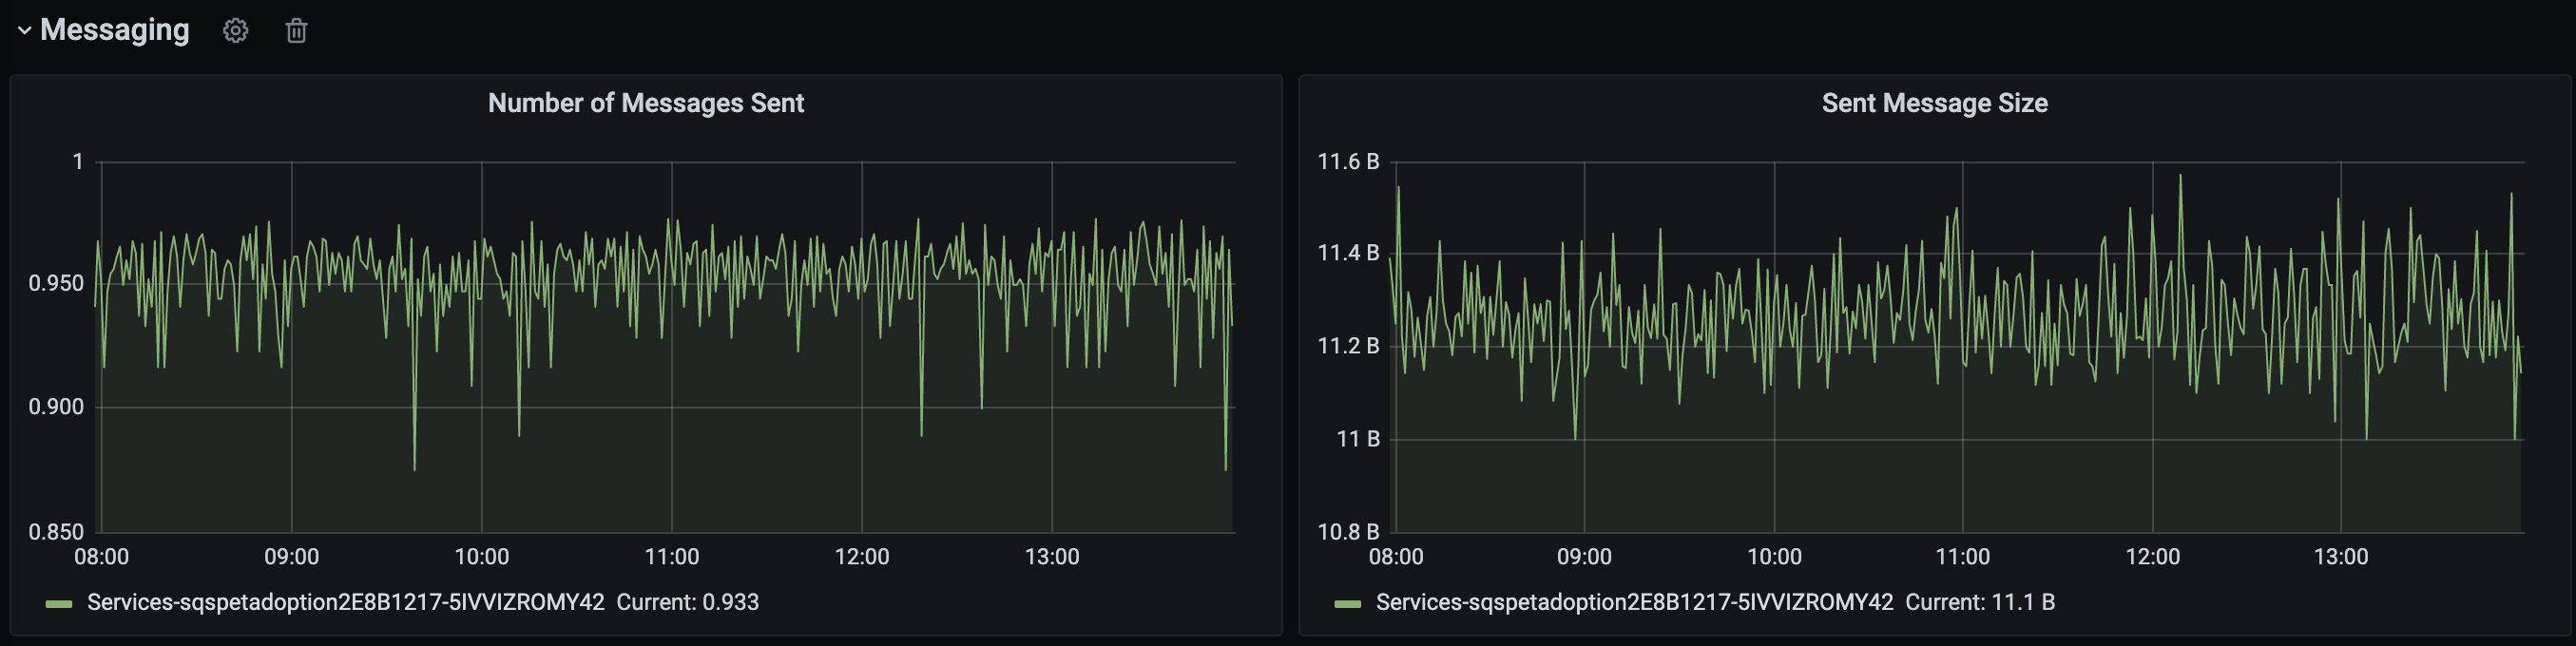 Messaging
Number of Messages Sent
1
0.950
0.900
0.850
08:00 09:00 10:00 11:00 12:00 13:00
Services-sqspetadoption2E8B1217-5IVVIZROMY42 Current: 0.933
Sent Message Size
11.6 B
11.4 B
11.2 B
11 B
10.8 B
08:00 09:00 10:00 11:00 12:00 13:00
Services-sqspetadoption2E8B1217-5IVVIZROMY42 Current: 11.1 B